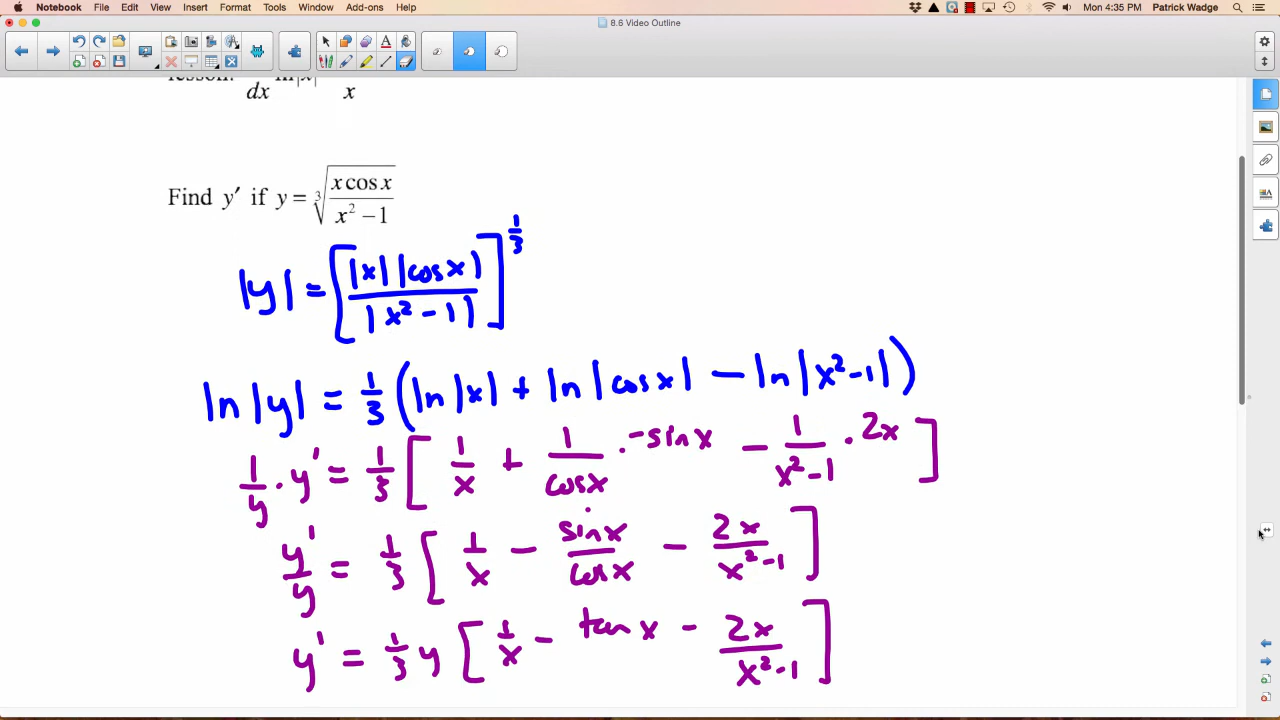 Notebook File Edit View Insert Format Tools Window Add-ons Help Mon 4:35 PM Patrick Wadge
8.6 Video Outline
dx ln|x| x
Find y′ if y = ∛((x cos x)/(x² − 1))
|y| = [(|x| |cos x|)/(|x² − 1|)]^(1/3)
ln|y| = 1/3 (ln|x| + ln|cos x| − ln|x² − 1|)
1/y · y' = 1/3 [1/x + 1/cos x · −sin x − 1/(x² − 1) · 2x]
y'/y = 1/3 [1/x − sin x/cos x − 2x/(x² − 1)]
y' = 1/3 y [1/x − tan x − 2x/(x² − 1)]